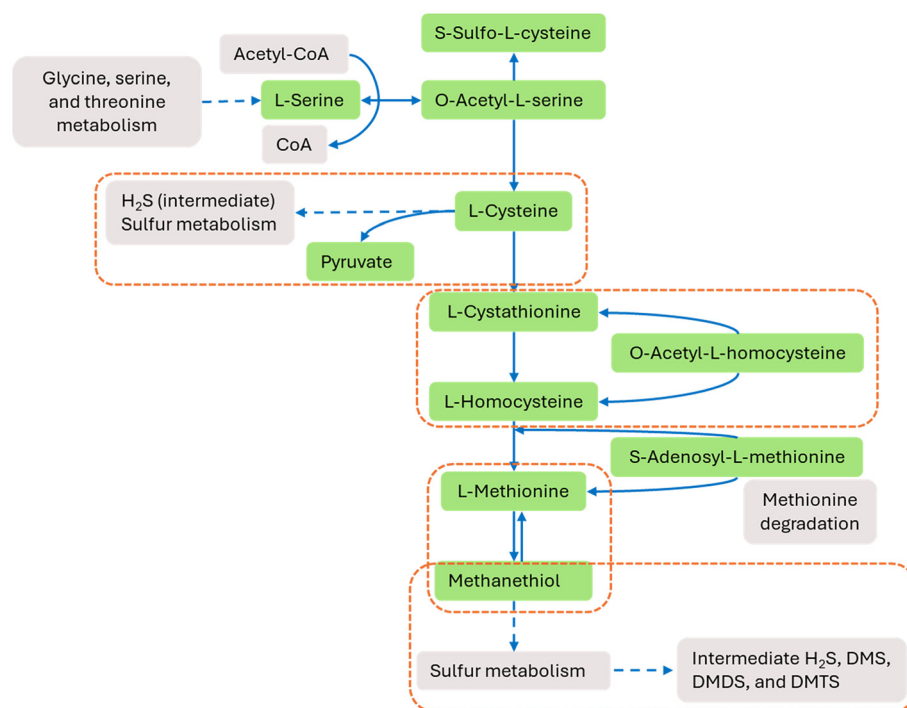 S-Sulfo-L-cysteine
Acetyl-CoA
Glycine, serine,
and threonine
metabolism
L-Serine
O-Acetyl-L-serine
CoA
H₂S (intermediate)
Sulfur metabolism
L-Cysteine
Pyruvate
L-Cystathionine
O-Acetyl-L-homocysteine
L-Homocysteine
S-Adenosyl-L-methionine
L-Methionine
Methionine
degradation
Methanethiol
Sulfur metabolism
Intermediate H₂S, DMS,
DMDS, and DMTS